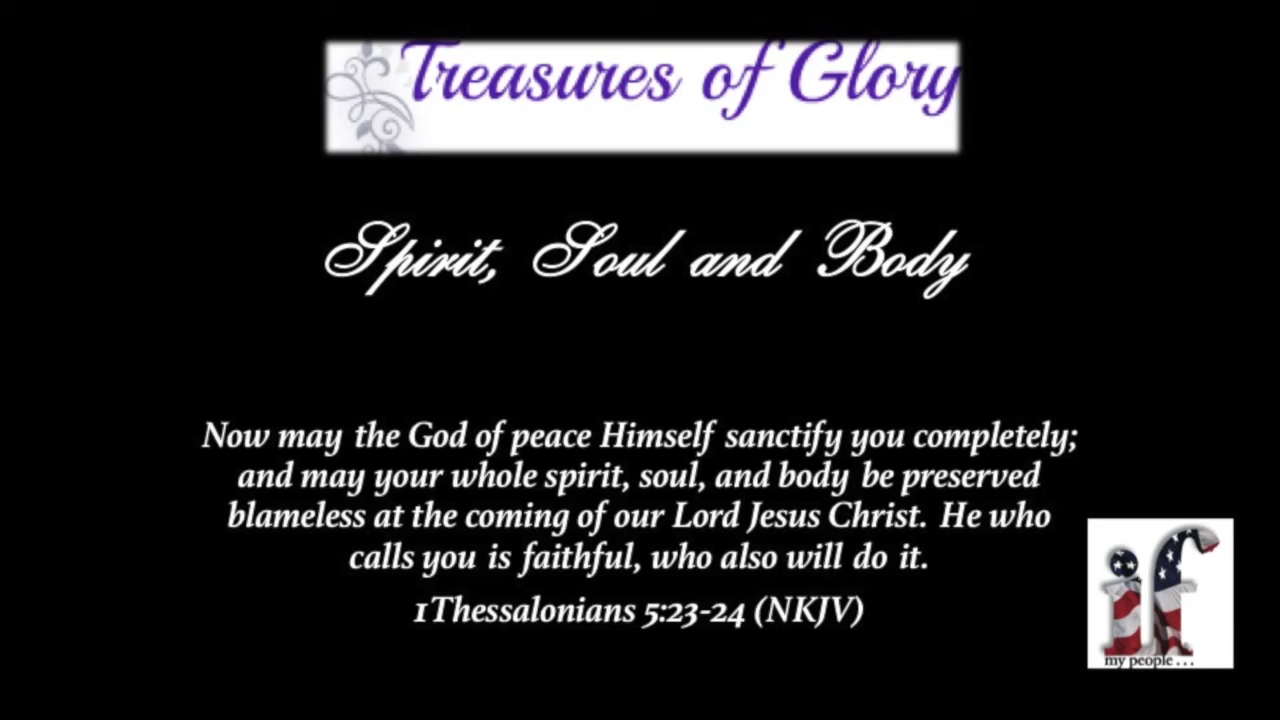 Treasures of Glory
Spirit, Soul and Body
Now may the God of peace Himself sanctify you completely;
and may your whole spirit, soul, and body be preserved
blameless at the coming of our Lord Jesus Christ. He who
calls you is faithful, who also will do it.
1Thessalonians 5:23-24 (NKJV)
if
my people . . .